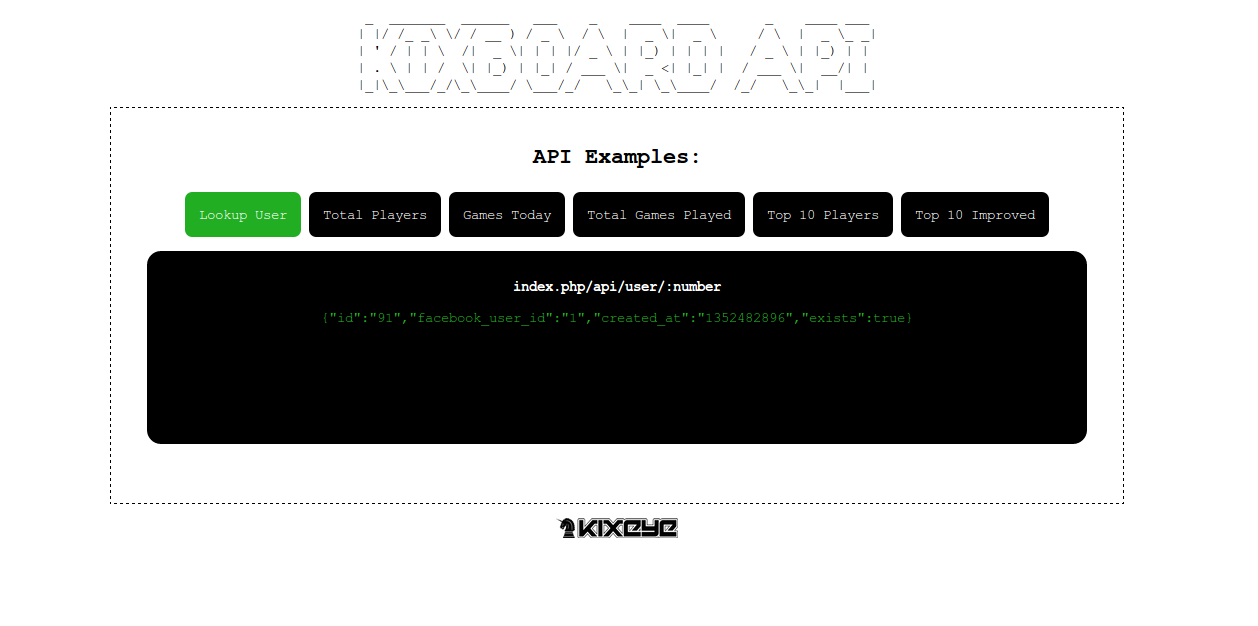 KIXBOARD API
API Examples:
Lookup User Total Players Games Today Total Games Played Top 10 Players Top 10 Improved
index.php/api/user/:number
{"id":"91","facebook_user_id":"1","created_at":"1352482896","exists":true}
KIXEYE